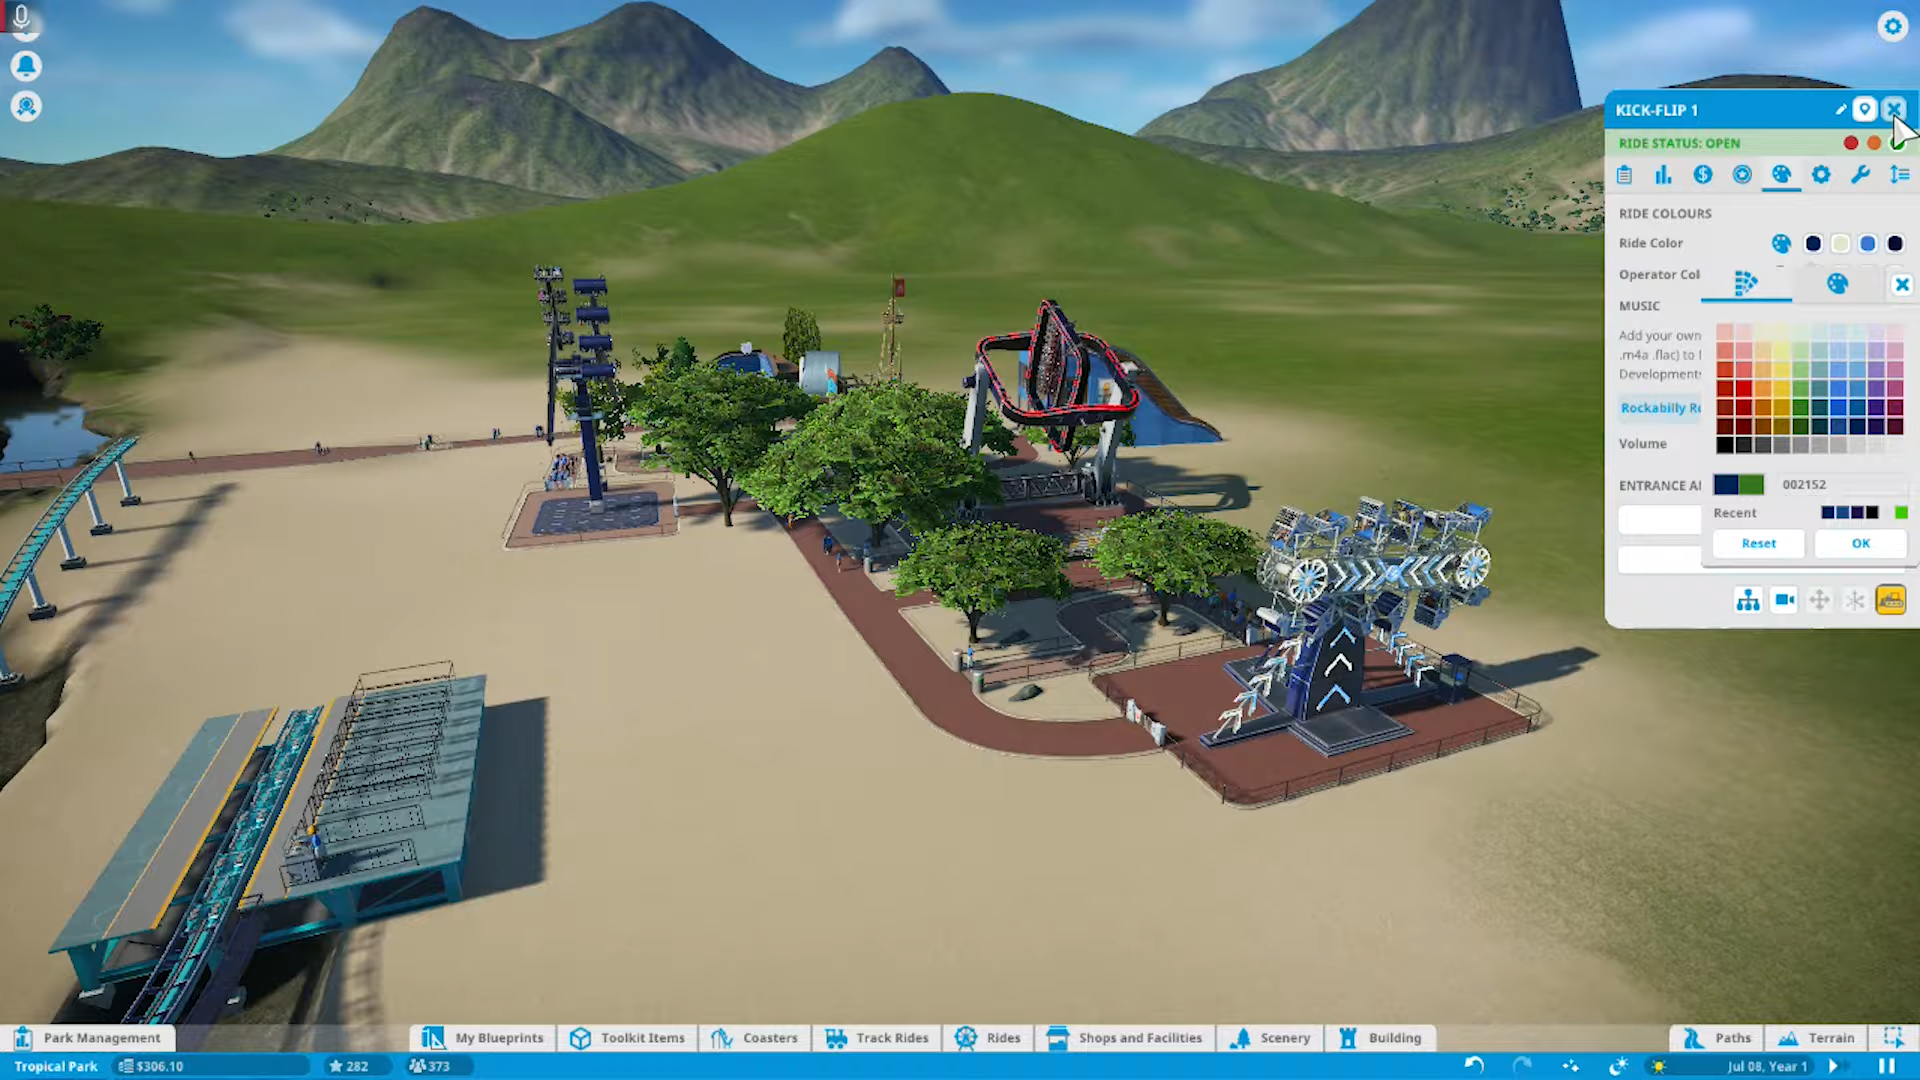 KICK-FLIP 1
RIDE STATUS: OPEN
RIDE COLOURS
Ride Color
Operator Col
MUSIC
Add your own
.m4a .flac) to
Developments
Rockabilly Ro
Volume
ENTRANCE A
002152
Recent
Reset
OK
Park Management
My Blueprints
Toolkit Items
Coasters
Track Rides
Rides
Shops and Facilities
Scenery
Building
Paths
Terrain
Tropical Park
$306.10
282
373
Jul 08, Year 1